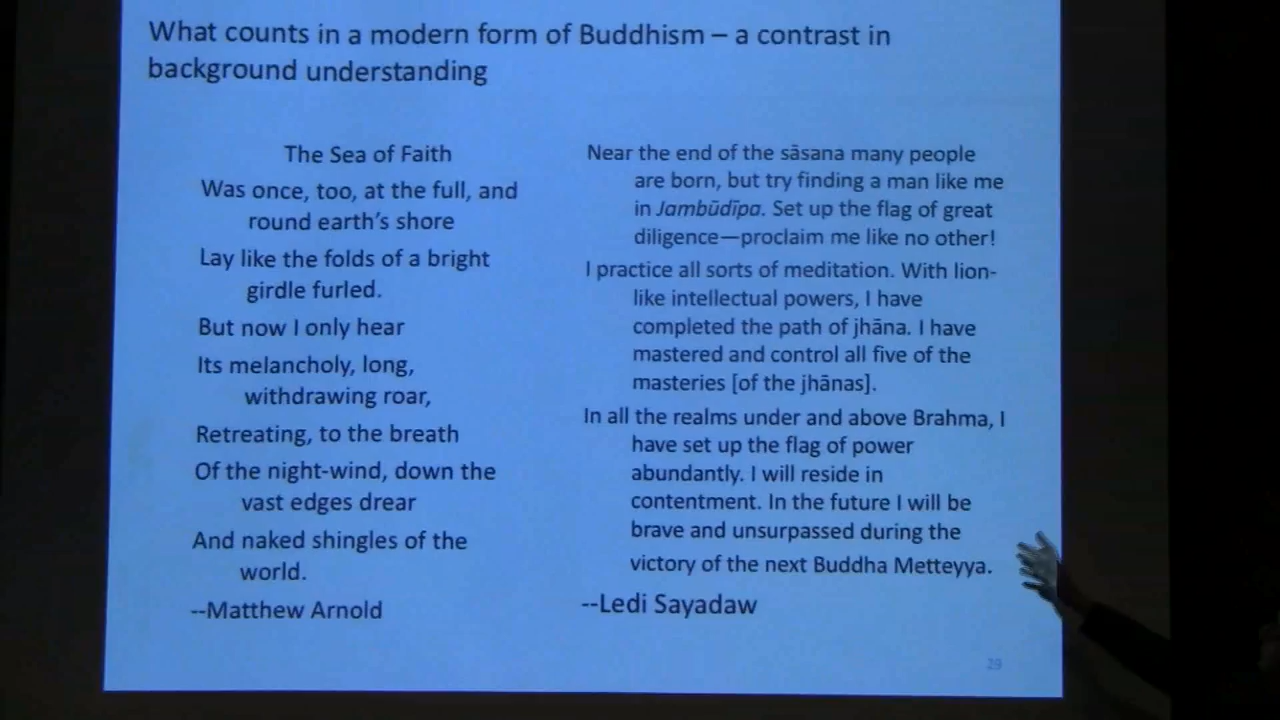 What counts in a modern form of Buddhism – a contrast in
background understanding
The Sea of Faith
Was once, too, at the full, and
round earth's shore
Lay like the folds of a bright
girdle furled.
But now I only hear
Its melancholy, long,
withdrawing roar,
Retreating, to the breath
Of the night-wind, down the
vast edges drear
And naked shingles of the
world.
--Matthew Arnold
Near the end of the sāsana many people
are born, but try finding a man like me
in Jambūdīpa. Set up the flag of great
diligence—proclaim me like no other!
I practice all sorts of meditation. With lion-
like intellectual powers, I have
completed the path of jhāna. I have
mastered and control all five of the
masteries [of the jhānas].
In all the realms under and above Brahma, I
have set up the flag of power
abundantly. I will reside in
contentment. In the future I will be
brave and unsurpassed during the
victory of the next Buddha Metteyya.
--Ledi Sayadaw
29